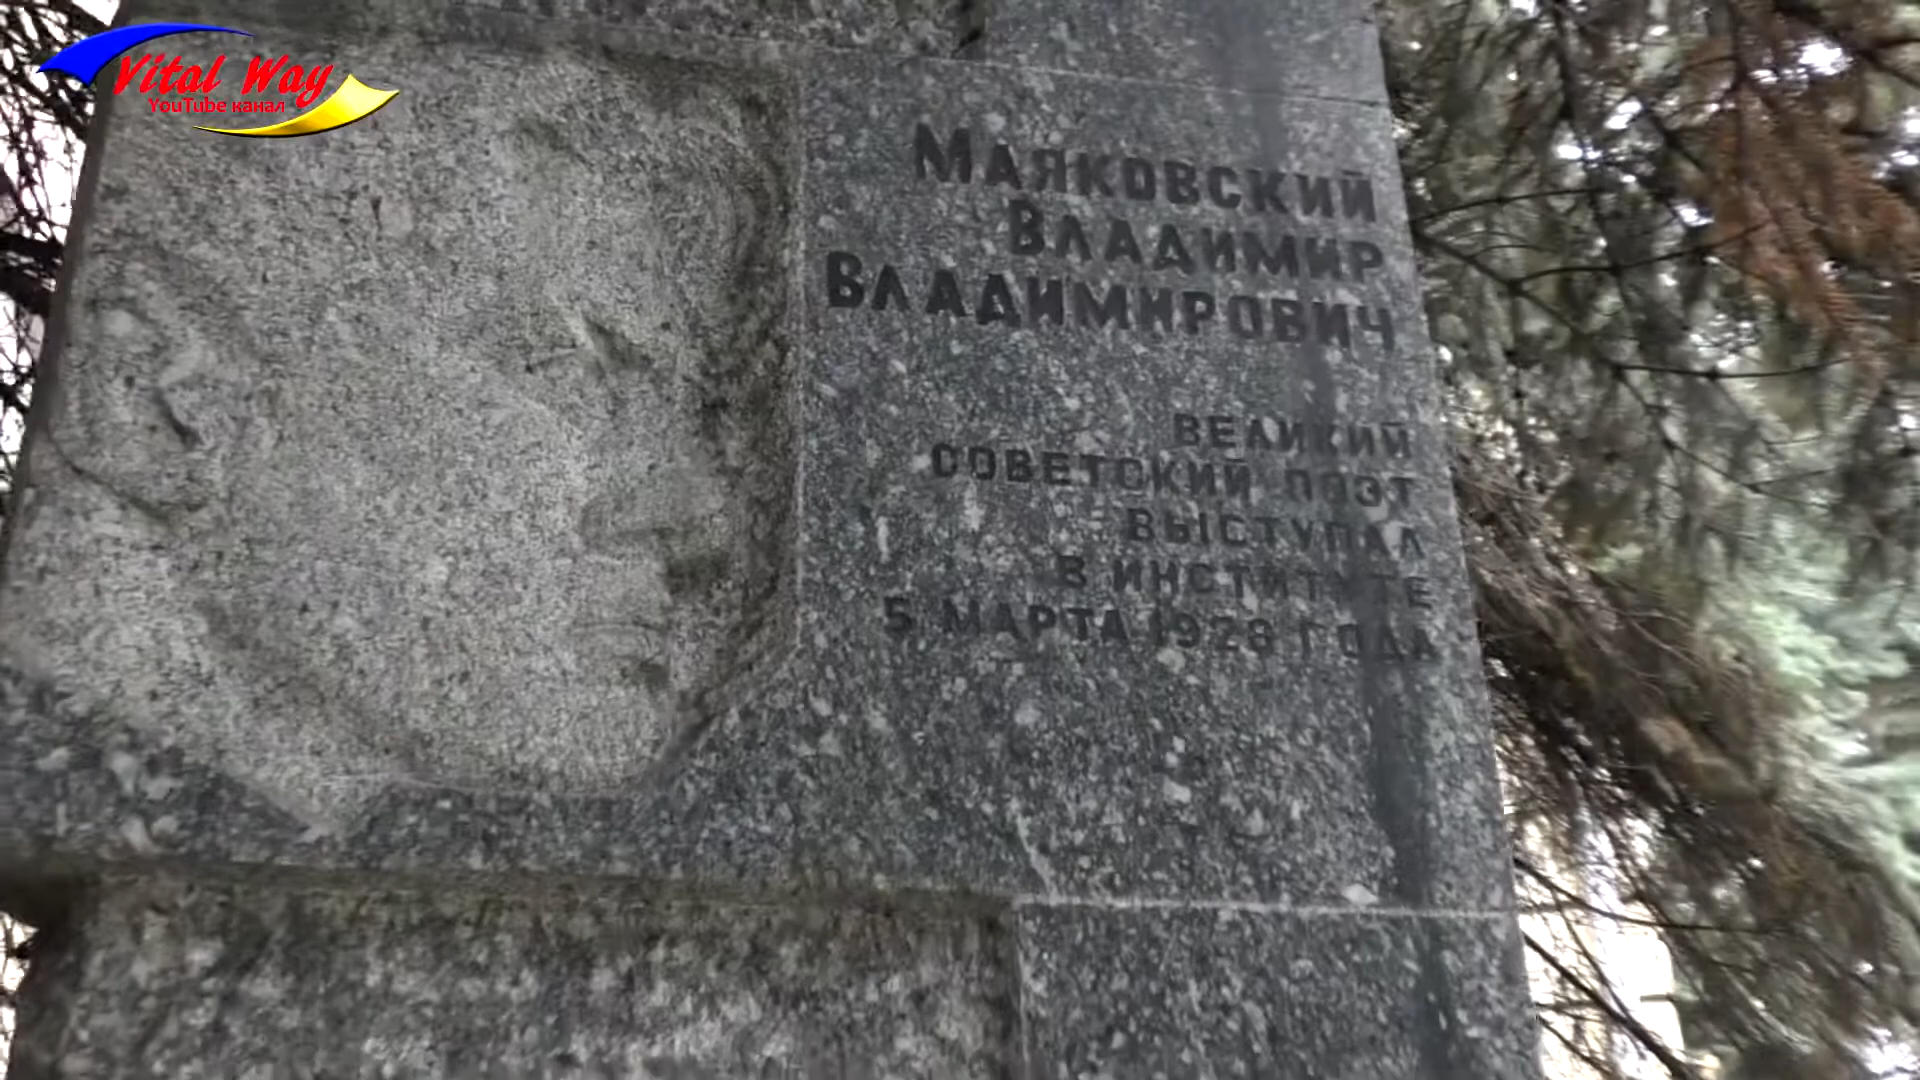 Vital Way
YouTube канал
МАЯКОВСКИЙ
ВЛАДИМИР
ВЛАДИМИРОВИЧ
ВЕЛИКИЙ
СОВЕТСКИЙ ПОЭТ
ВЫСТУПАЛ
В ИНСТИТУТЕ
5 МАРТА 1928 ГОДА